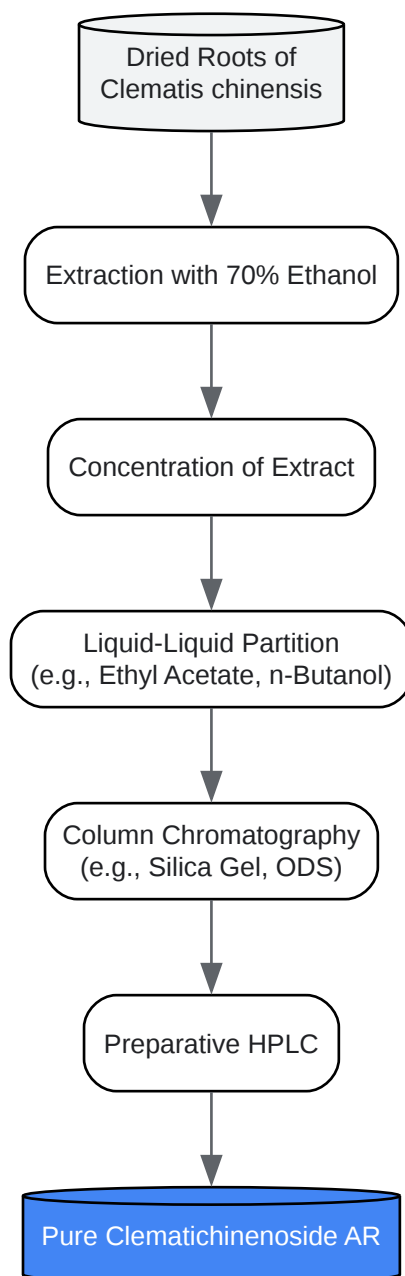 Dried Roots of
Clematis chinensis
Extraction with 70% Ethanol
Concentration of Extract
Liquid-Liquid Partition
(e.g., Ethyl Acetate, n-Butanol)
Column Chromatography
(e.g., Silica Gel, ODS)
Preparative HPLC
Pure Clematichinenoside AR